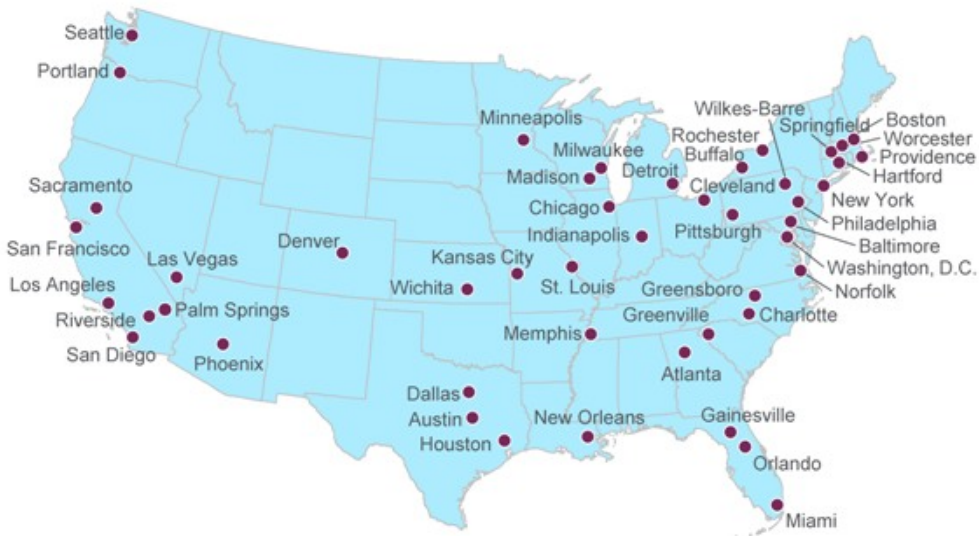 Seattle
Portland
Minneapolis
Wilkes-Barre
Springfield
Boston
Rochester
Worcester
Milwaukee
Buffalo
Providence
Madison
Detroit
Cleveland
Hartford
Sacramento
New York
Chicago
Philadelphia
San Francisco
Denver
Indianapolis
Pittsburgh
Baltimore
Las Vegas
Kansas City
Washington, D.C.
Los Angeles
Wichita
St. Louis
Greensboro
Norfolk
Riverside
Palm Springs
Memphis
Greenville
Charlotte
San Diego
Phoenix
Atlanta
Dallas
Austin
New Orleans
Gainesville
Houston
Orlando
Miami